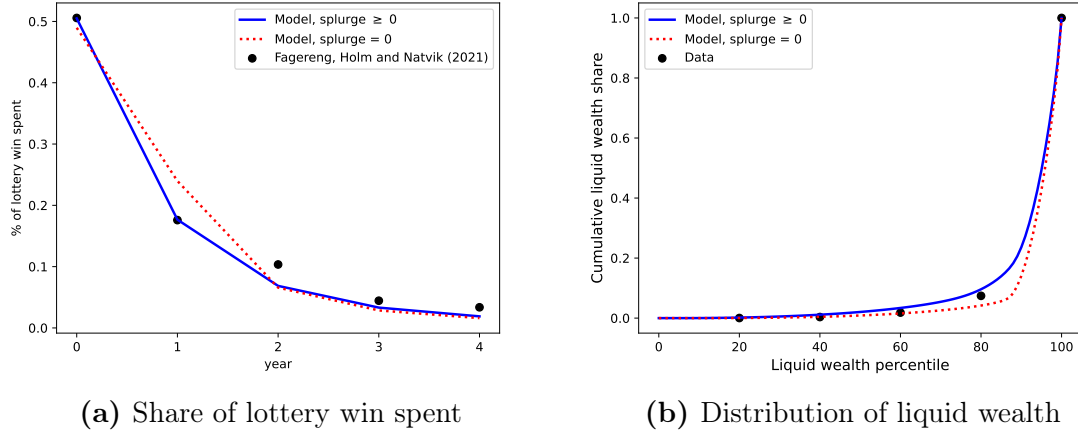 Model, splurge ≥ 0
Model, splurge = 0
Fagereng, Holm and Natvik (2021)
% of lottery win spent
0.5
0.4
0.3
0.2
0.1
0.0
0 1 2 3 4
year
(a) Share of lottery win spent
Model, splurge ≥ 0
Model, splurge = 0
Data
Cumulative liquid wealth share
1.0
0.8
0.6
0.4
0.2
0.0
0 20 40 60 80 100
Liquid wealth percentile
(b) Distribution of liquid wealth